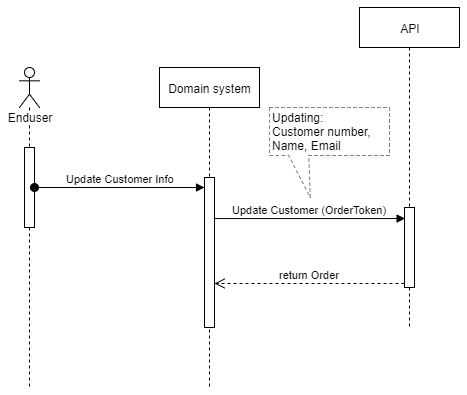 API
Domain system
Enduser
Updating:
Customer number,
Name, Email
Update Customer Info
Update Customer (OrderToken)
return Order